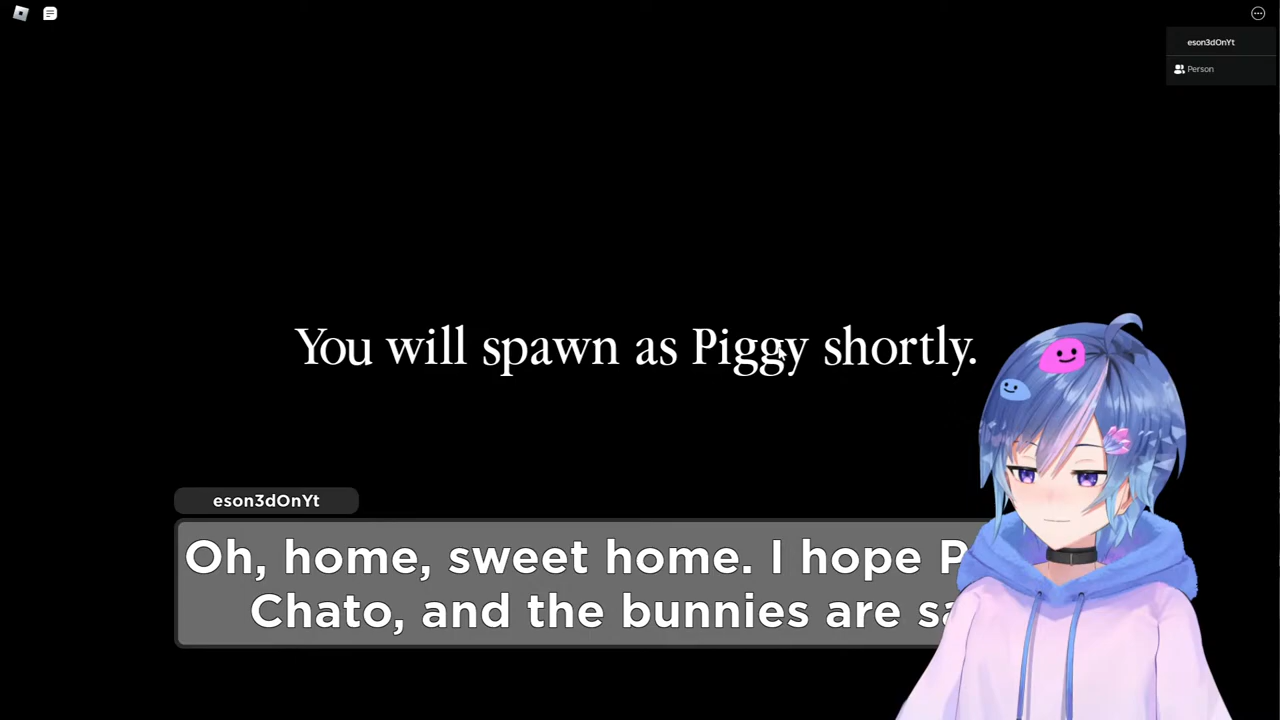 eson3dOnYt
Person
You will spawn as Piggy shortly.
eson3dOnYt
Oh, home, sweet home. I hope
Chato, and the bunnies are